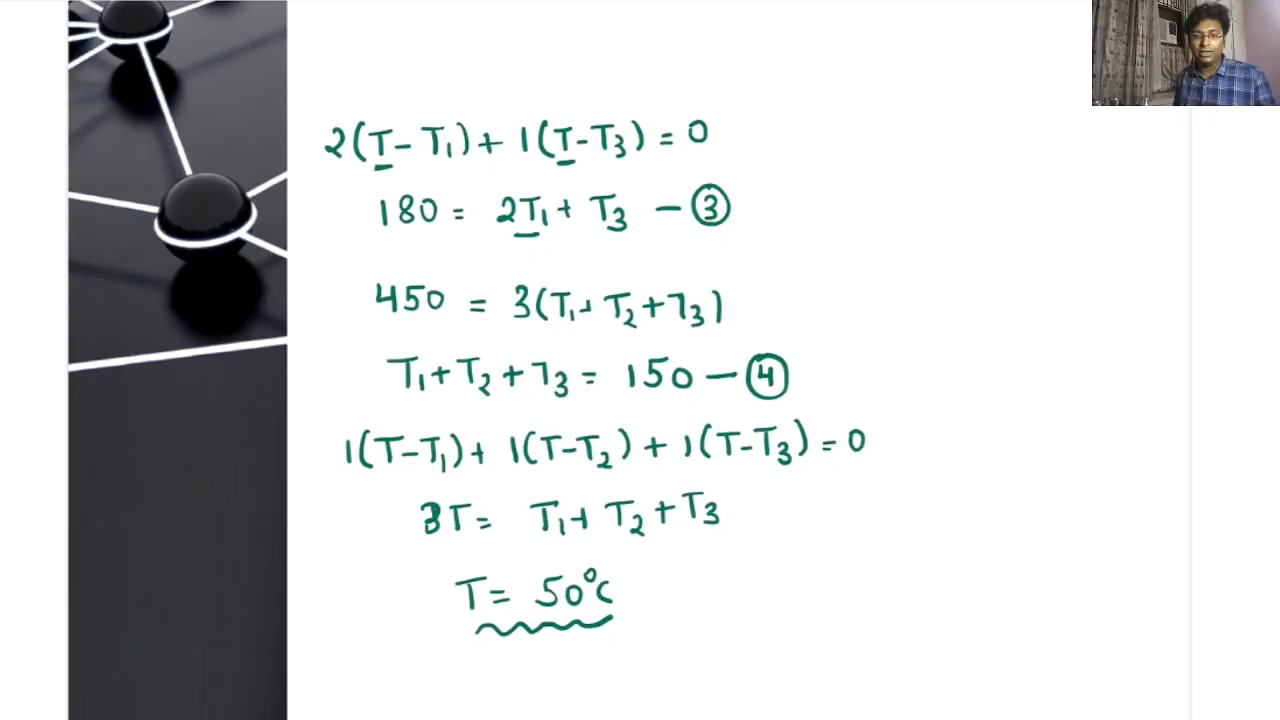 2(T-T₁)+ 1(T-T₃) = 0
180 = 2T₁ + T₃ - ③
450 = 3(T₁+ T₂+T₃)
T₁+T₂+T₃ = 150 - ④
1(T-T₁)+ 1(T-T₂) + 1(T-T₃) = 0
3T = T₁+ T₂+T₃
T = 50°C